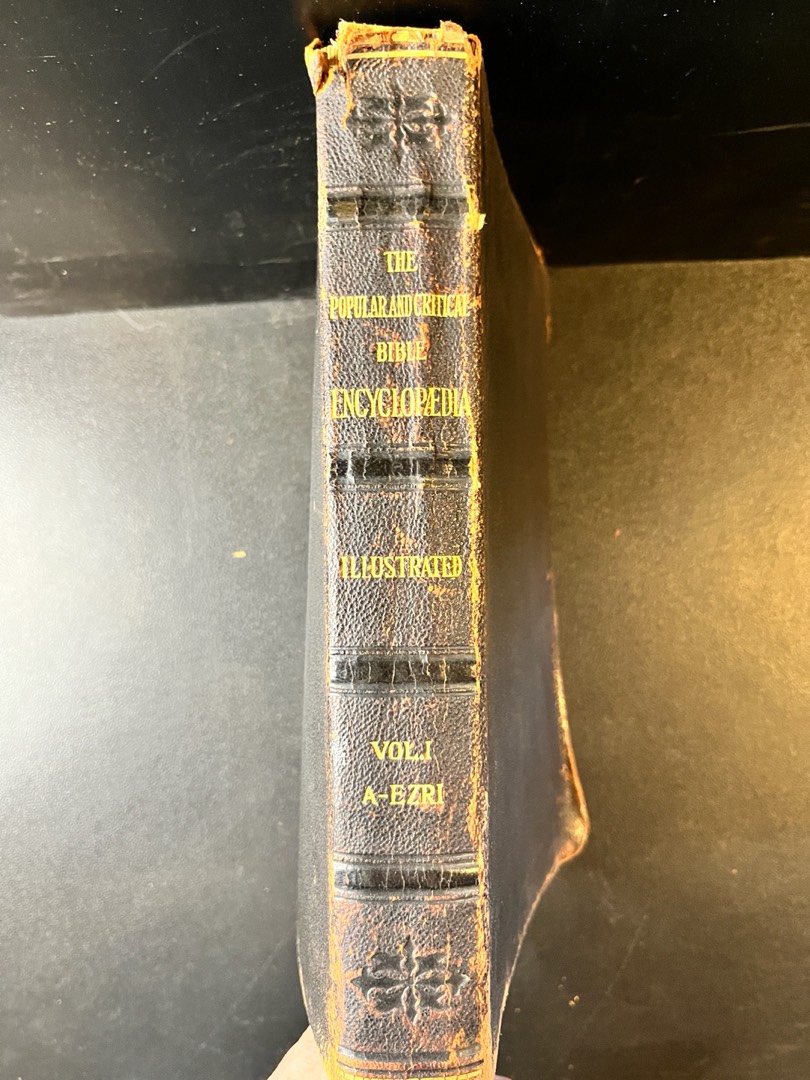 THE
POPULAR AND CRITICAL
BIBLE
ENCYCLOPÆDIA
ILLUSTRATED
VOL. I
A-EZRI